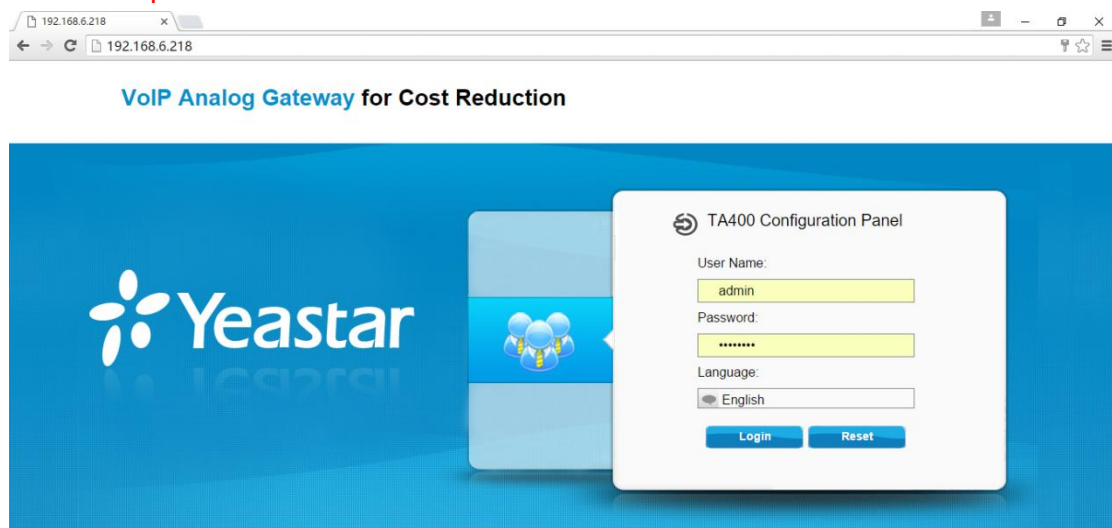 192.168.6.218
192.168.6.218
VoIP Analog Gateway for Cost Reduction
Yeastar
TA400 Configuration Panel
User Name:
admin
Password:
••••••••
Language:
English
Login Reset